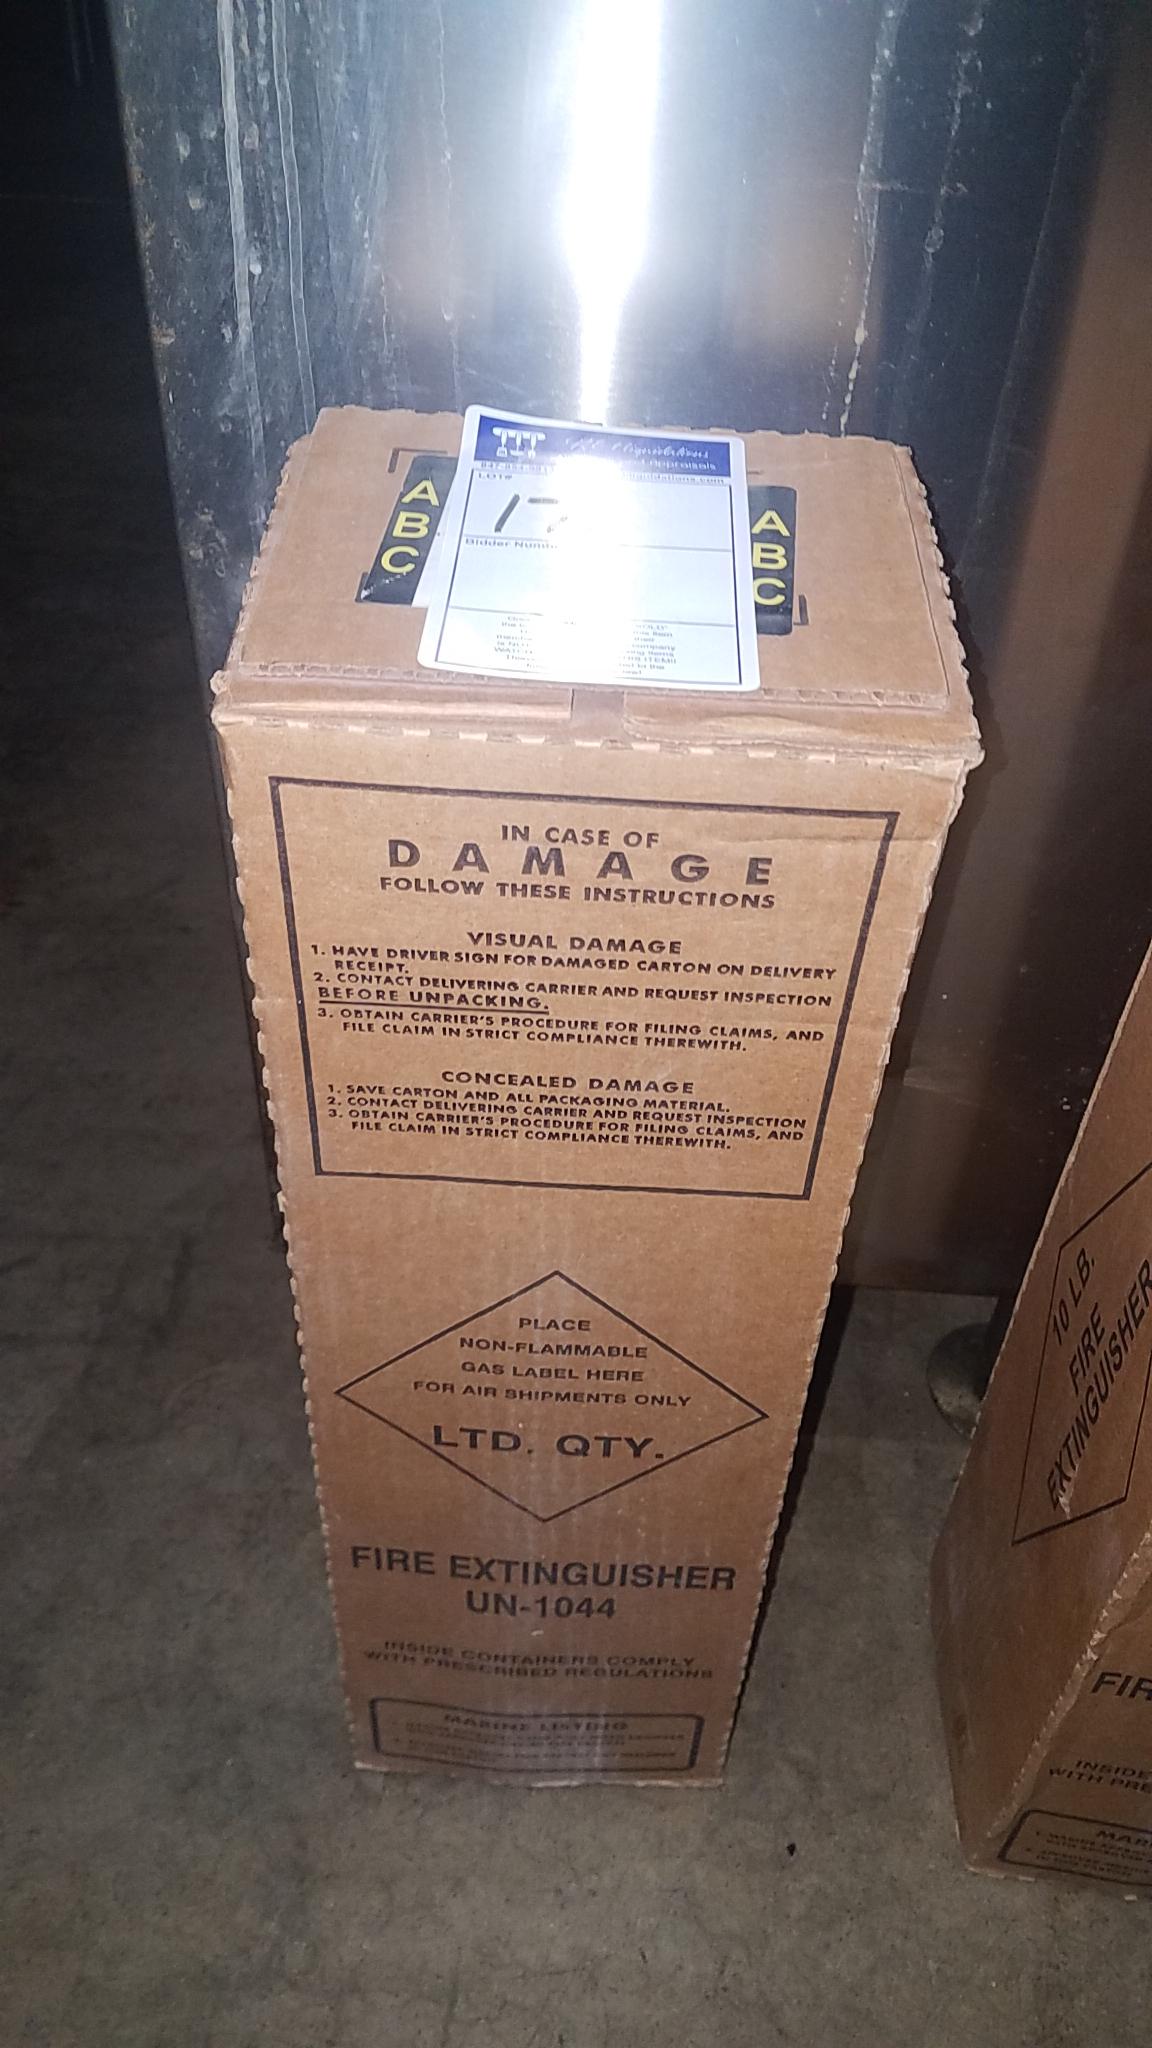 A
B
C
A
B
C
LOT#
17
Bidder
IN CASE OF
DAMAGE
FOLLOW THESE INSTRUCTIONS
VISUAL DAMAGE
1. HAVE DRIVER SIGN FOR DAMAGED CARTON ON DELIVERY
RECEIPT.
2. CONTACT DELIVERING CARRIER AND REQUEST INSPECTION
BEFORE UNPACKING.
3. OBTAIN CARRIER'S PROCEDURE FOR FILING CLAIMS, AND
FILE CLAIM IN STRICT COMPLIANCE THEREWITH.
CONCEALED DAMAGE
1. SAVE CARTON AND ALL PACKAGING MATERIAL.
2. CONTACT DELIVERING CARRIER AND REQUEST INSPECTION
3. OBTAIN CARRIER'S PROCEDURE FOR FILING CLAIMS, AND
FILE CLAIM IN STRICT COMPLIANCE THEREWITH.
PLACE
NON-FLAMMABLE
GAS LABEL HERE
FOR AIR SHIPMENTS ONLY
LTD. QTY.
FIRE EXTINGUISHER
UN-1044
INSIDE CONTAINERS COMPLY
WITH PRESCRIBED REGULATIONS
MARINE LISTING
10 LB.
FIRE
EXTINGUISHER
FIR
INSIDE
WITH PRE
MAR